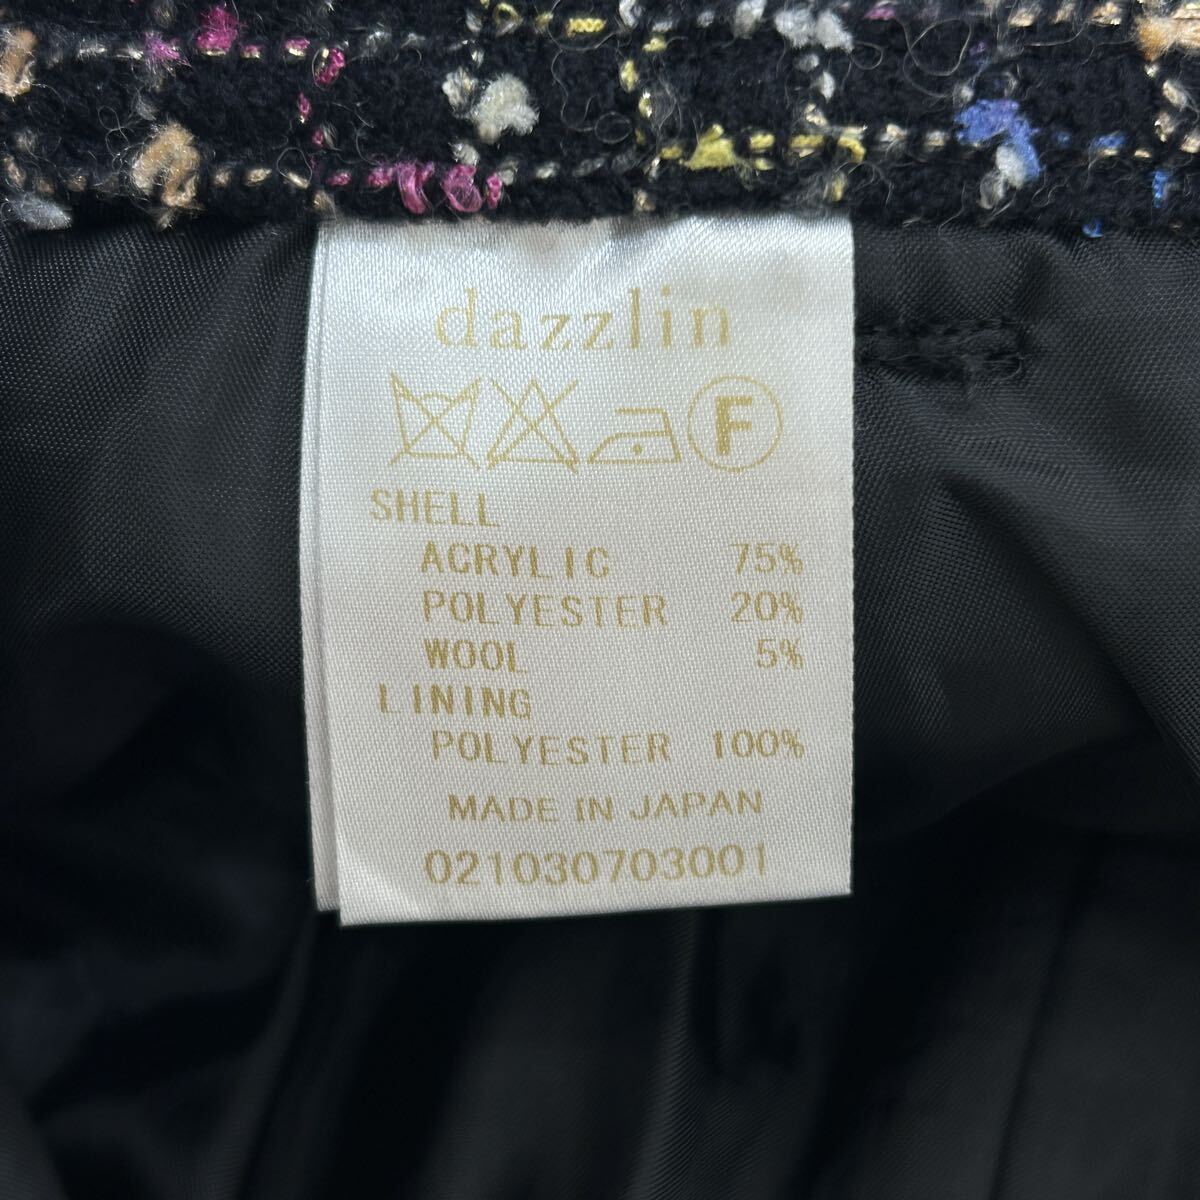 dazzlin
F
SHELL
ACRYLIC 75%
POLYESTER 20%
WOOL 5%
LINING
POLYESTER 100%
MADE IN JAPAN
021030703001